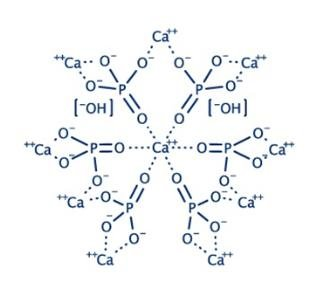 Ca⁺⁺
⁺⁺Ca O⁻ O⁻ O⁻ O⁻ Ca⁺⁺
O⁻ P P O⁻
[⁻OH] O O [⁻OH]
O⁻ O⁻
⁺⁺Ca P=O Ca⁺⁺ O=P Ca⁺⁺
O⁻ O⁻
O⁻ O O O⁻
⁺⁺Ca O⁻ P P O⁻ Ca⁺⁺
O⁻ O⁻ O⁻ O⁻
⁺⁺Ca Ca⁺⁺